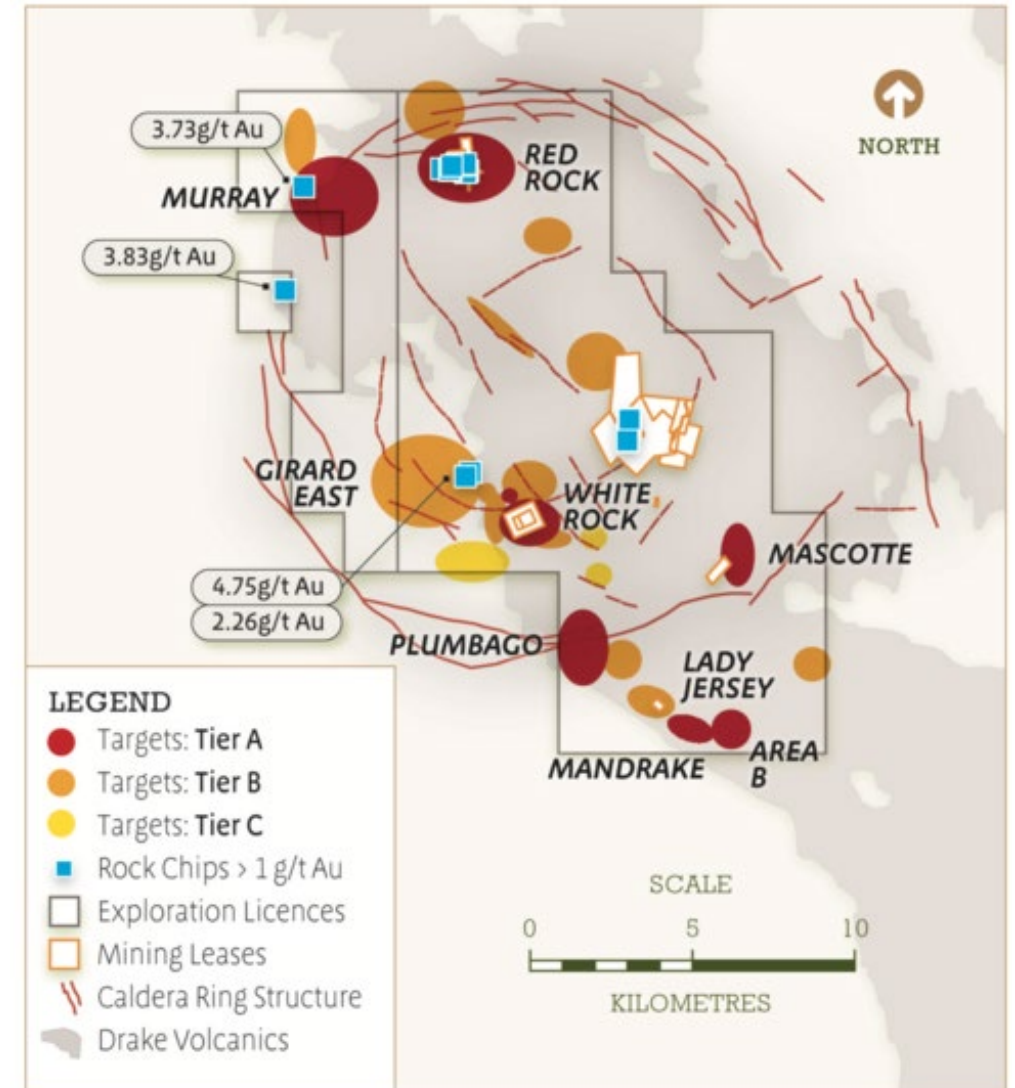 3.73g/t Au
MURRAY
RED
ROCK
NORTH
3.83g/t Au
GIRARD
EAST
WHITE
ROCK
MASCOTTE
4.75g/t Au
2.26g/t Au
PLUMBAGO
LADY
JERSEY
MANDRAKE
AREA
B
LEGEND
Targets: Tier A
Targets: Tier B
Targets: Tier C
Rock Chips > 1 g/t Au
Exploration Licences
Mining Leases
Caldera Ring Structure
Drake Volcanics
SCALE
0 5 10
KILOMETRES